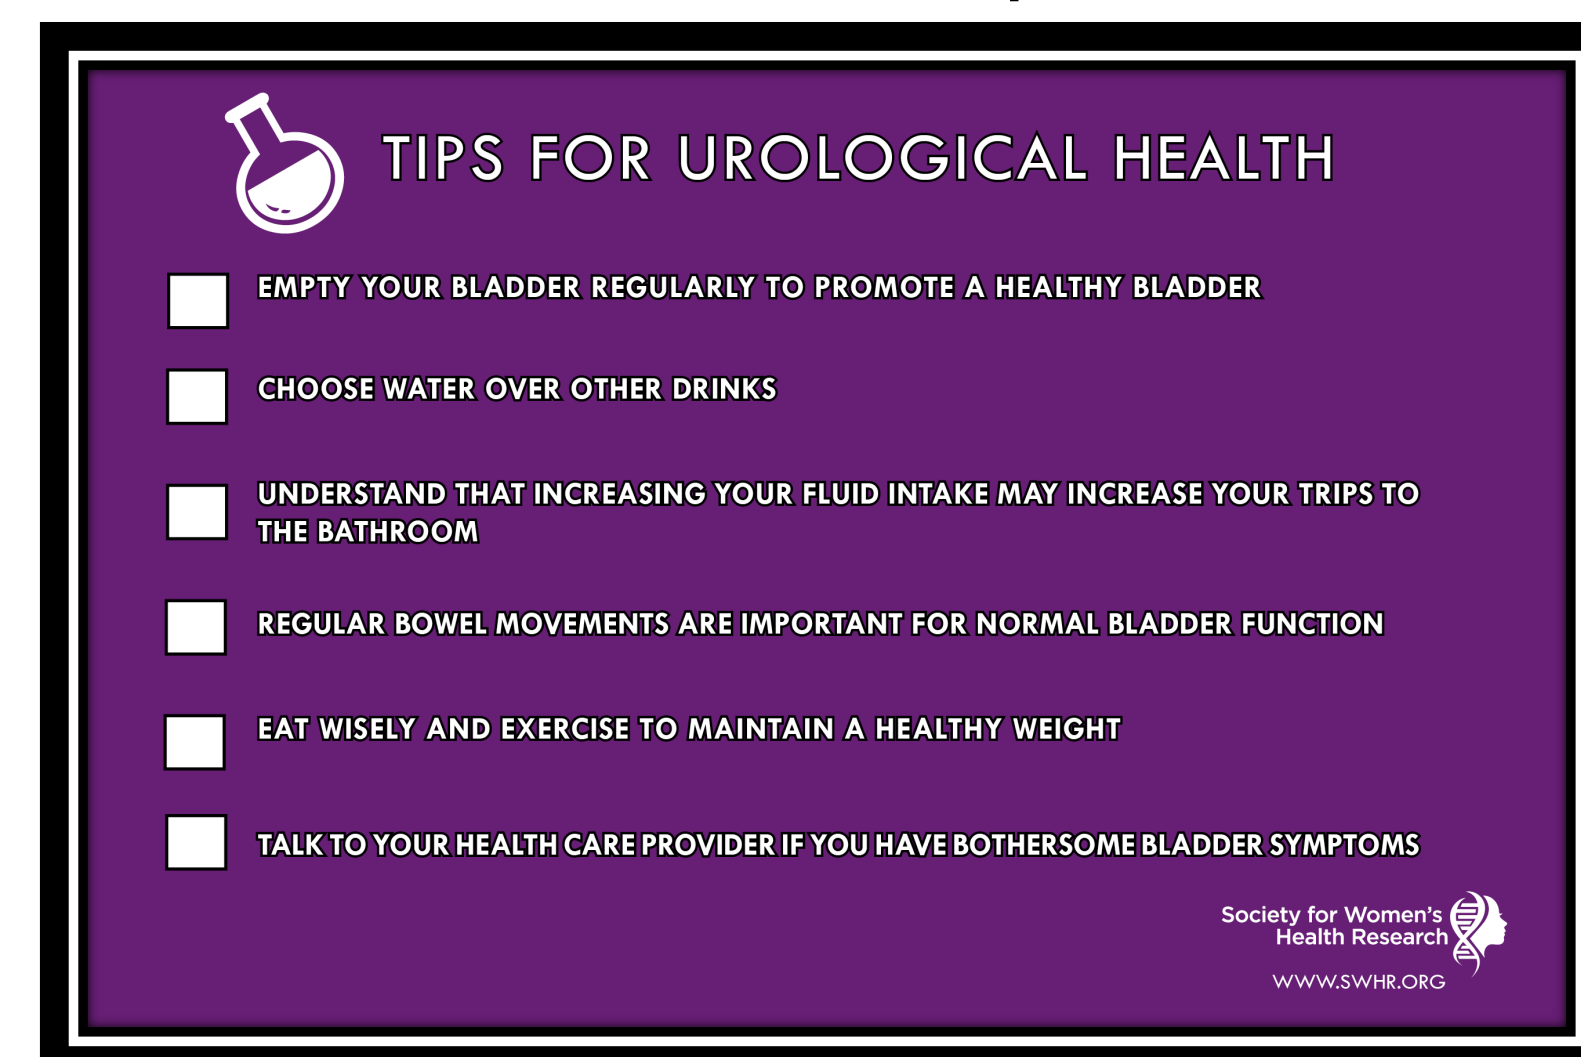 TIPS FOR UROLOGICAL HEALTH
EMPTY YOUR BLADDER REGULARLY TO PROMOTE A HEALTHY BLADDER
CHOOSE WATER OVER OTHER DRINKS
UNDERSTAND THAT INCREASING YOUR FLUID INTAKE MAY INCREASE YOUR TRIPS TO
THE BATHROOM
REGULAR BOWEL MOVEMENTS ARE IMPORTANT FOR NORMAL BLADDER FUNCTION
EAT WISELY AND EXERCISE TO MAINTAIN A HEALTHY WEIGHT
TALK TO YOUR HEALTH CARE PROVIDER IF YOU HAVE BOTHERSOME BLADDER SYMPTOMS
Society for Women's
Health Research
WWW.SWHR.ORG